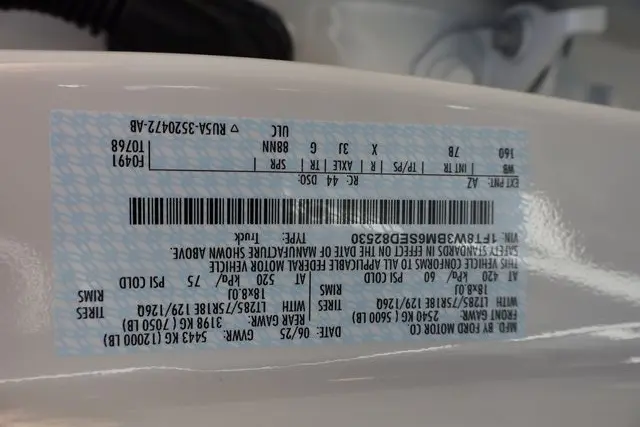 MFD. BY FORD MOTOR CO.
DATE: 06/25 GVWR: 5443 KG (12000 LB)
FRONT GAWR: 2540 KG (5600 LB) REAR GAWR: 3198 KG (7050 LB)
WITH LT285/75R18E 129/126Q TIRES WITH LT285/75R18E 129/126Q TIRES
18x8.0J RIMS 18x8.0J RIMS
AT 420 kPa/ 60 PSI COLD AT 520 kPa/ 75 PSI COLD
THIS VEHICLE CONFORMS TO ALL APPLICABLE FEDERAL MOTOR VEHICLE
SAFETY STANDARDS IN EFFECT ON THE DATE OF MANUFACTURE SHOWN ABOVE.
VIN: 1FT8W3BM6SED82530 TYPE: Truck
EXT PNT: AZ RC: 44 DSO: F0491
WB INT TR TP/PS R AXLE TR SPR T0768
160 7B X 3J G 88NN
ULC
▽ RU5A-3520472-AB